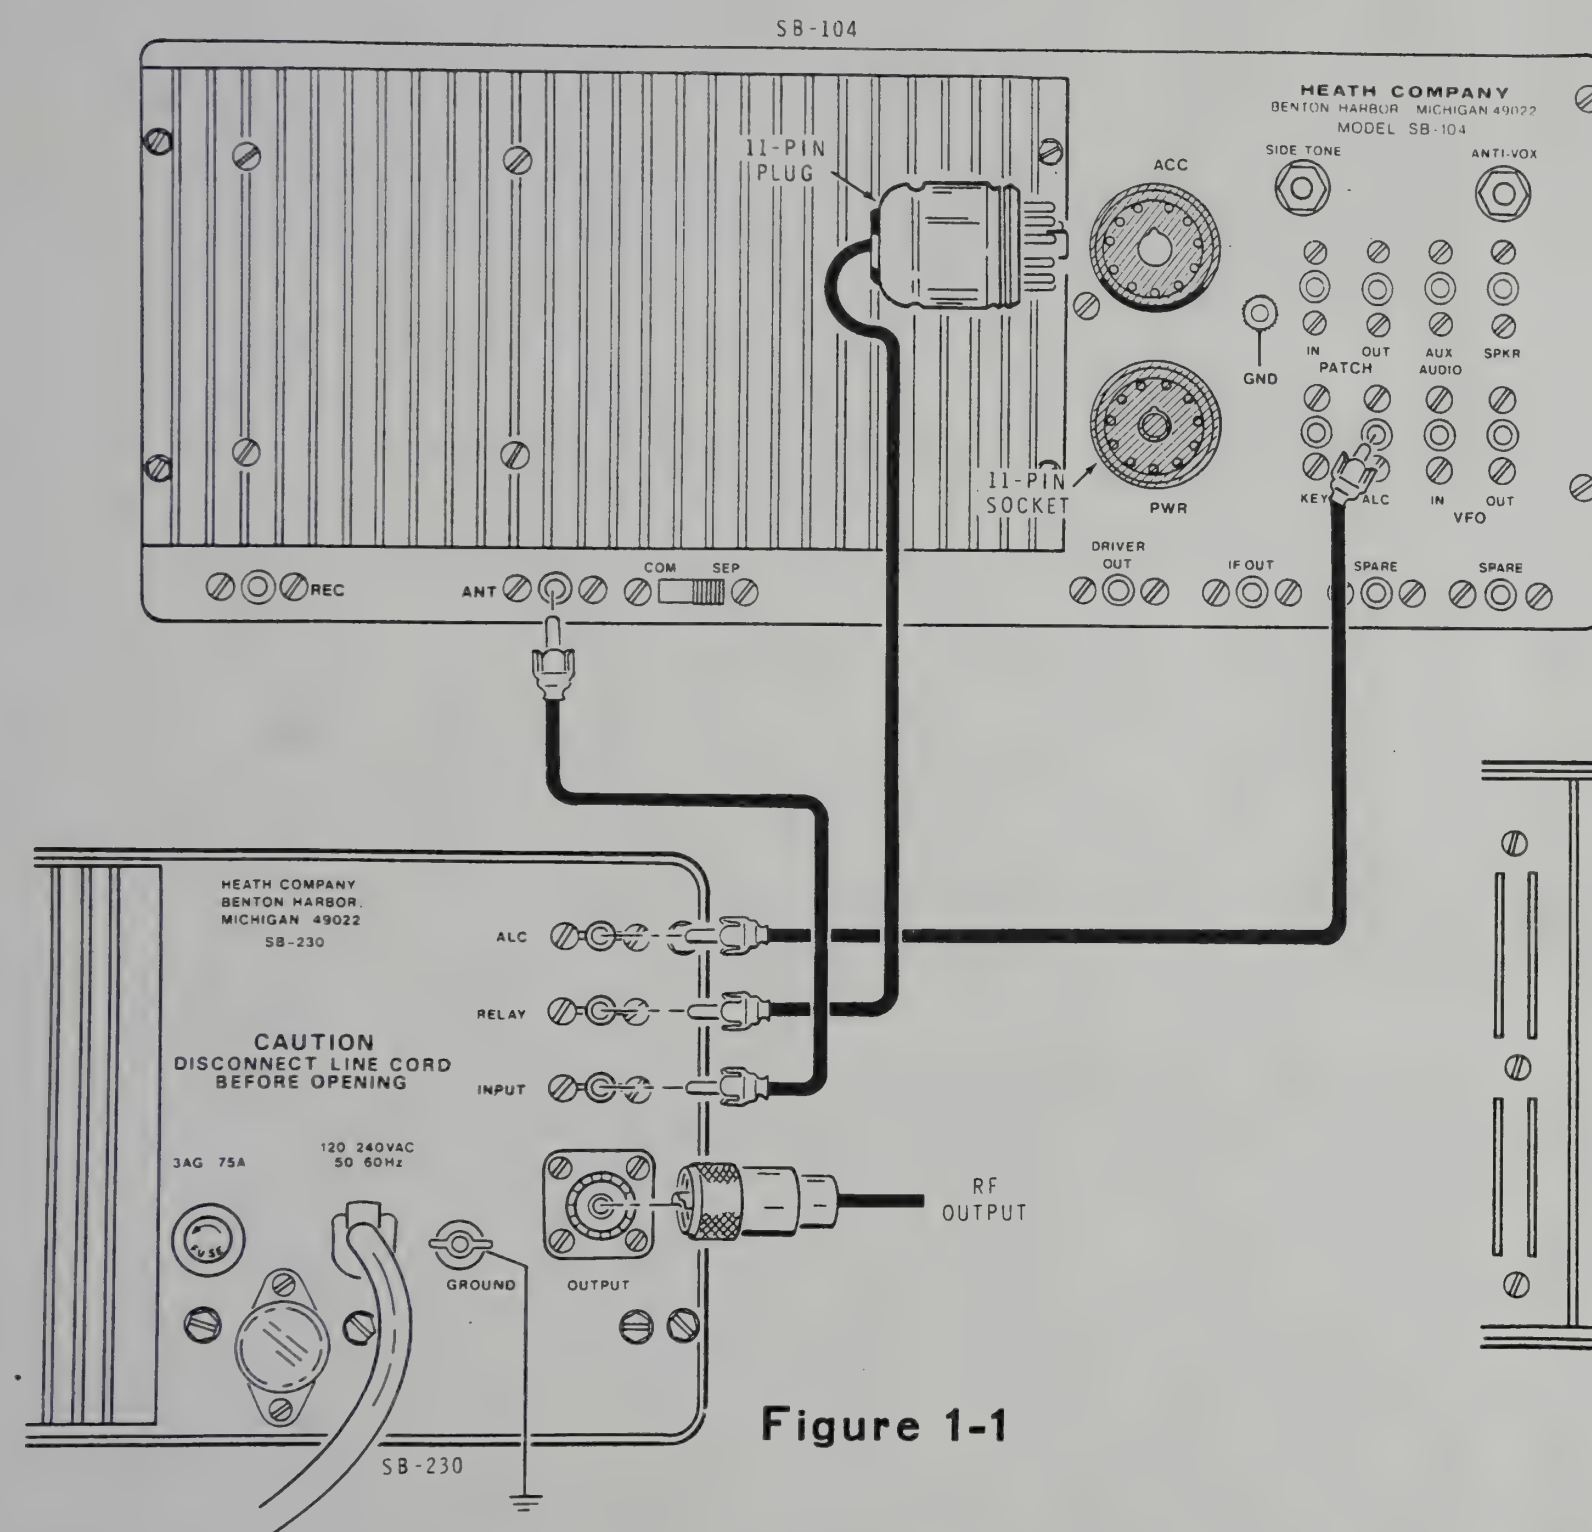 SB-104
HEATH COMPANY
BENTON HARBOR MICHIGAN 49022
MODEL SB-104
SIDE TONE
ANTI-VOX
11-PIN
PLUG
ACC
IN
OUT
AUX
SPKR
PATCH
AUDIO
GND
11-PIN
SOCKET
PWR
KEY
ALC
IN
OUT
VFO
REC
ANT
COM
SEP
DRIVER
OUT
IF OUT
SPARE
SPARE
HEATH COMPANY
BENTON HARBOR,
MICHIGAN 49022
SB-230
ALC
RELAY
INPUT
CAUTION
DISCONNECT LINE CORD
BEFORE OPENING
3AG 75A
120 240VAC
50 60Hz
FUSE
GROUND
OUTPUT
RF
OUTPUT
SB-230
Figure 1-1